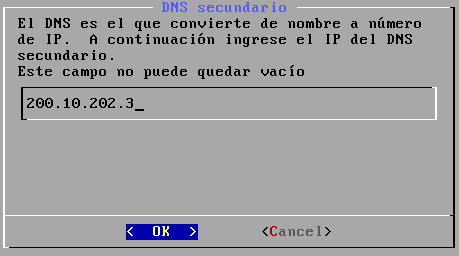 DNS secundario
El DNS es el que convierte de nombre a número
de IP.  A continuación ingrese el IP del DNS
secundario.
Este campo no puede quedar vacío
200.10.202.3_
<  OK  >
<Cancel>